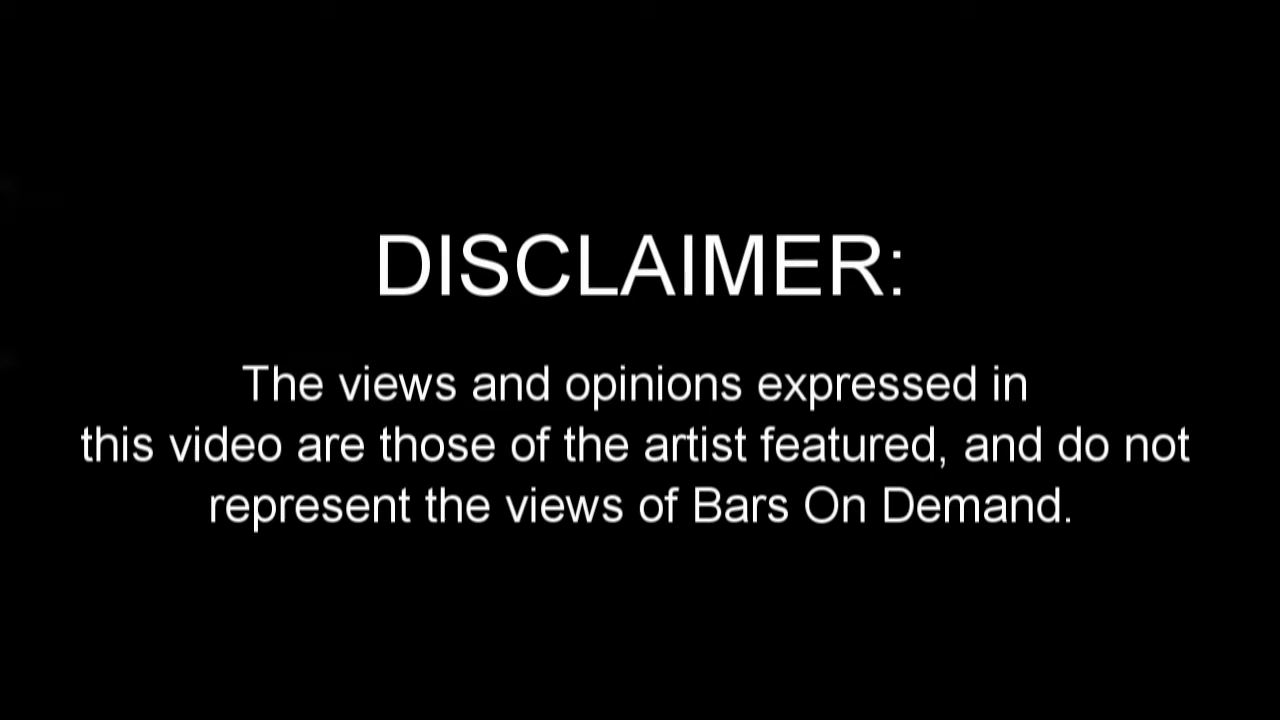 DISCLAIMER:
The views and opinions expressed in
this video are those of the artist featured, and do not
represent the views of Bars On Demand.